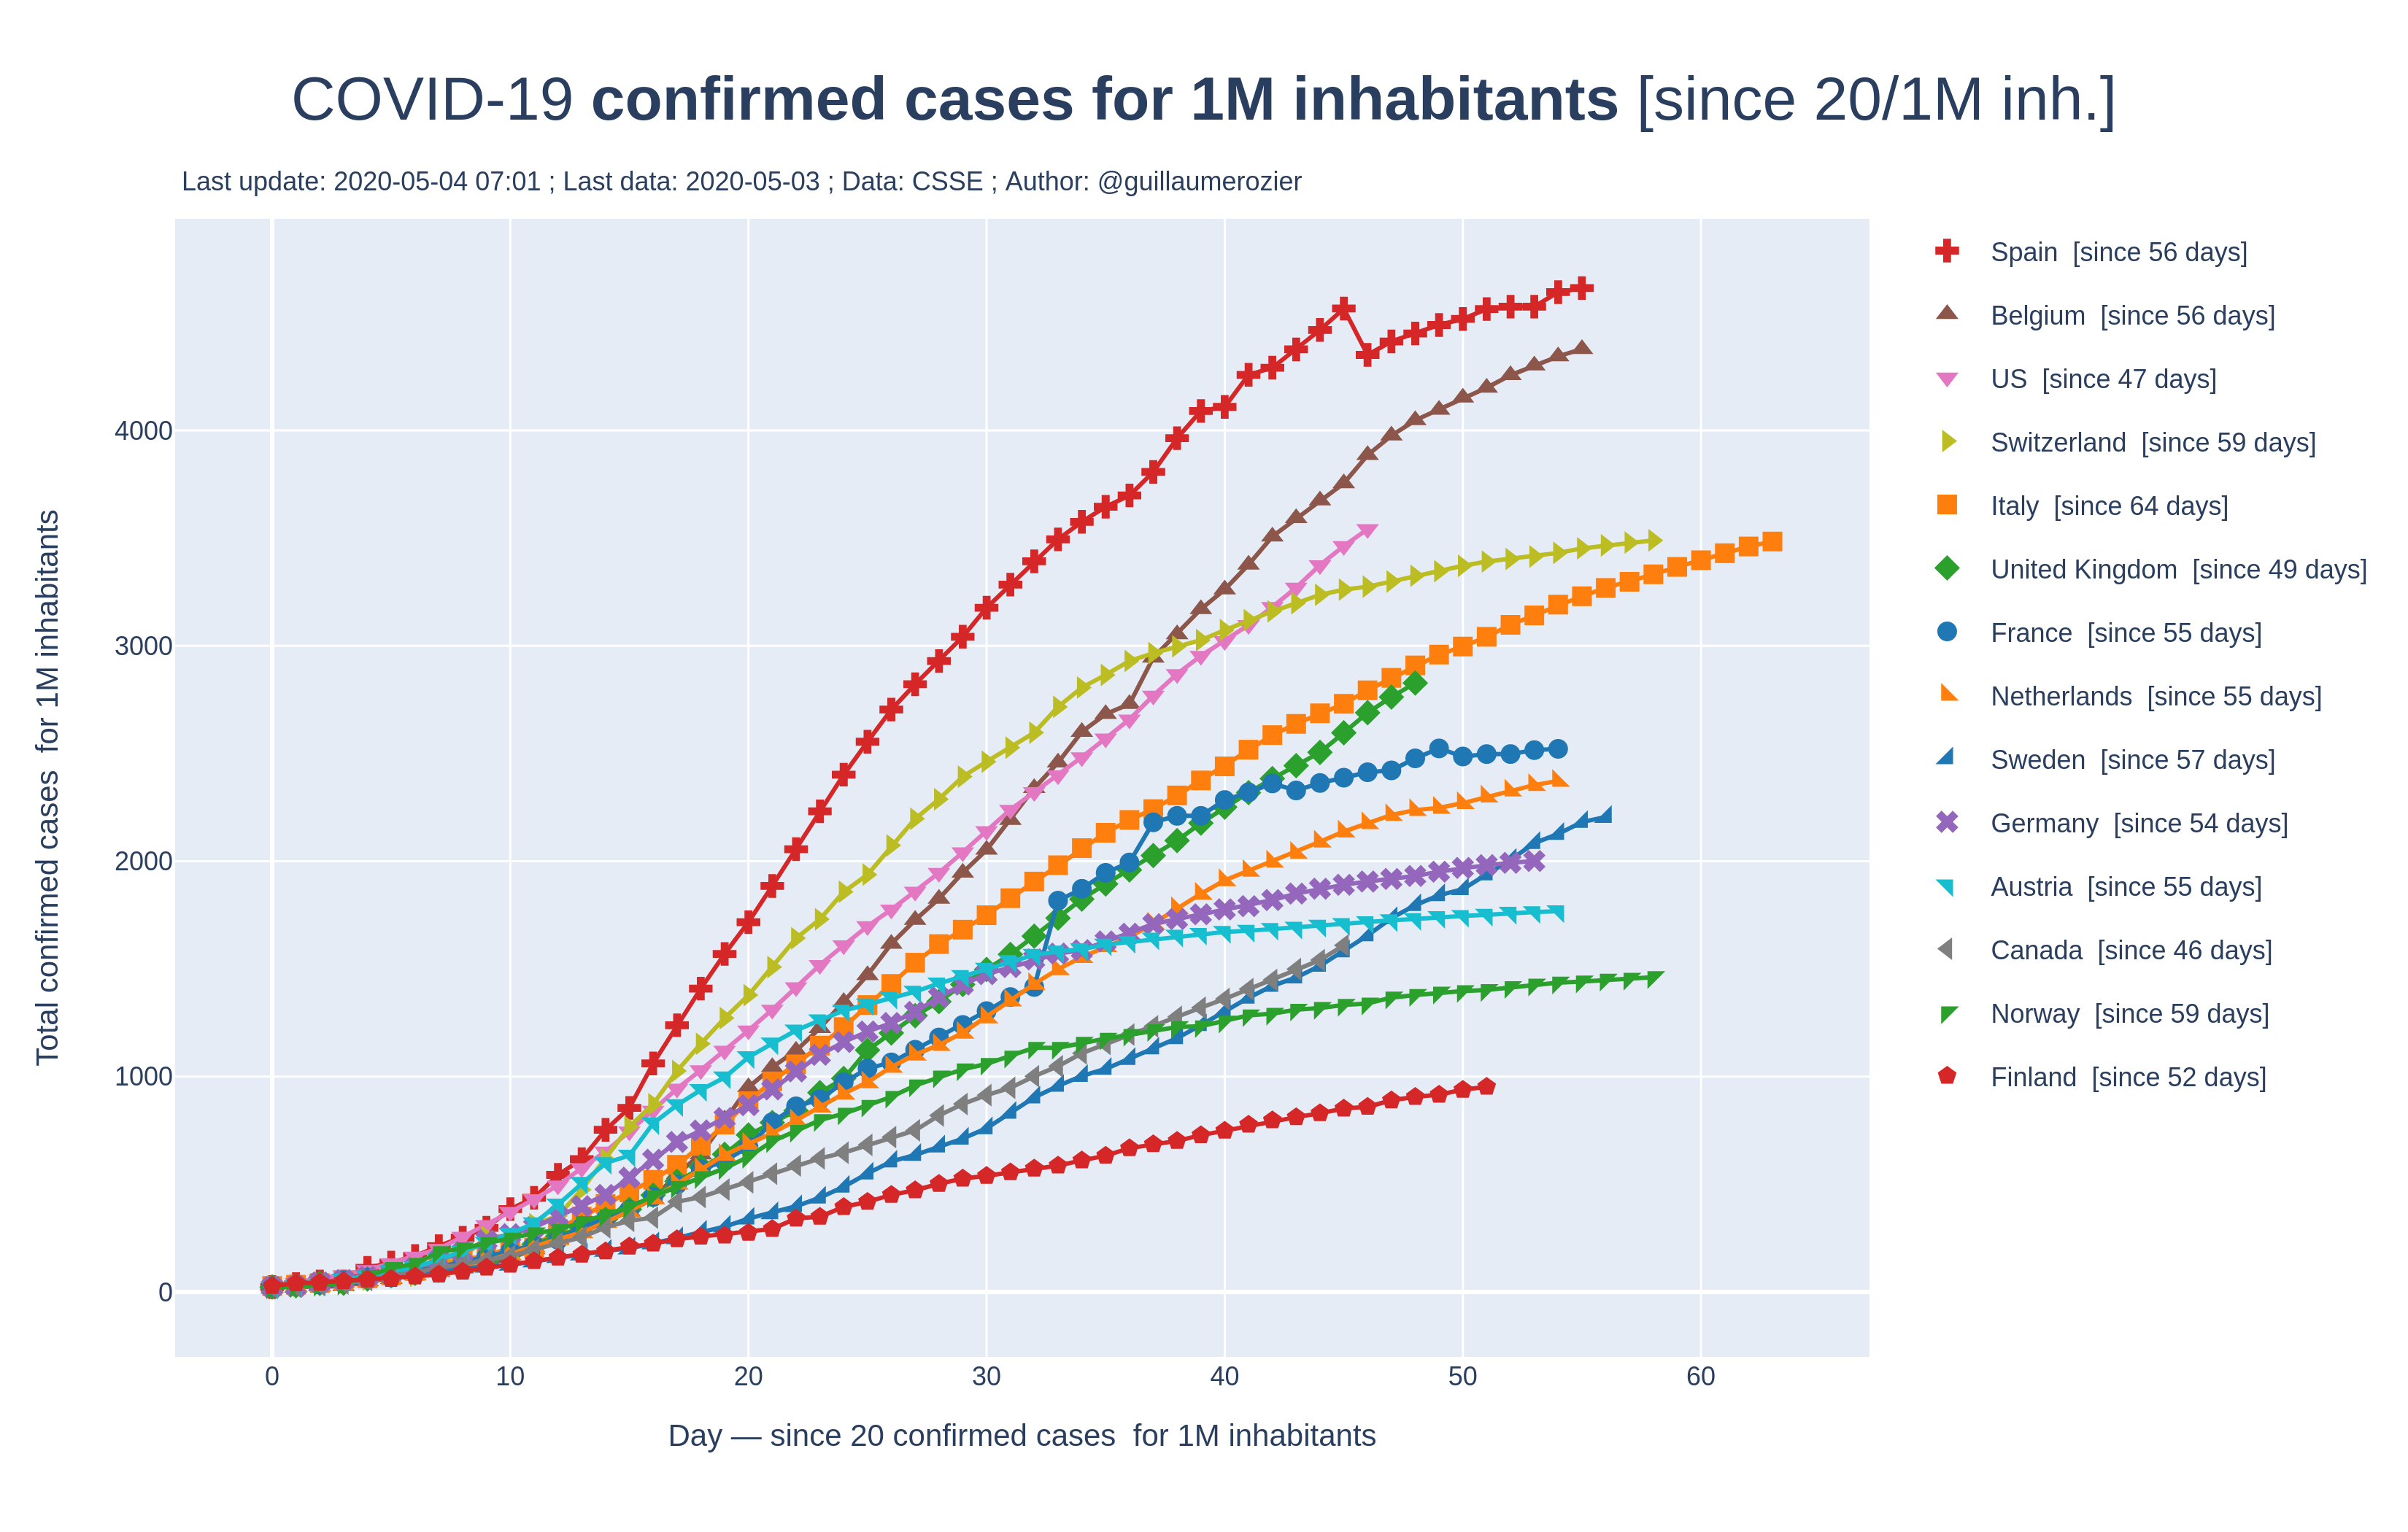 COVID-19 confirmed cases for 1M inhabitants [since 20/1M inh.]
Last update: 2020-05-04 07:01 ; Last data: 2020-05-03 ; Data: CSSE ; Author: @guillaumerozier
Total confirmed cases for 1M inhabitants
4000
3000
2000
1000
0
0 10 20 30 40 50 60
Day — since 20 confirmed cases for 1M inhabitants
Spain [since 56 days]
Belgium [since 56 days]
US [since 47 days]
Switzerland [since 59 days]
Italy [since 64 days]
United Kingdom [since 49 days]
France [since 55 days]
Netherlands [since 55 days]
Sweden [since 57 days]
Germany [since 54 days]
Austria [since 55 days]
Canada [since 46 days]
Norway [since 59 days]
Finland [since 52 days]